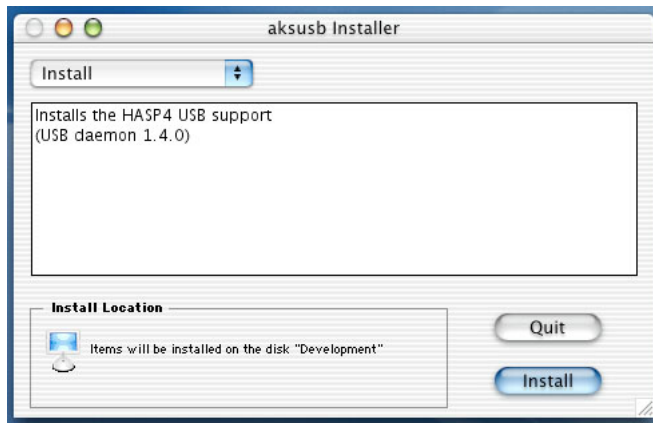 aksusb Installer
Install
Installs the HASP4 USB support
(USB daemon 1.4.0)
Install Location
Items will be installed on the disk "Development"
Quit
Install